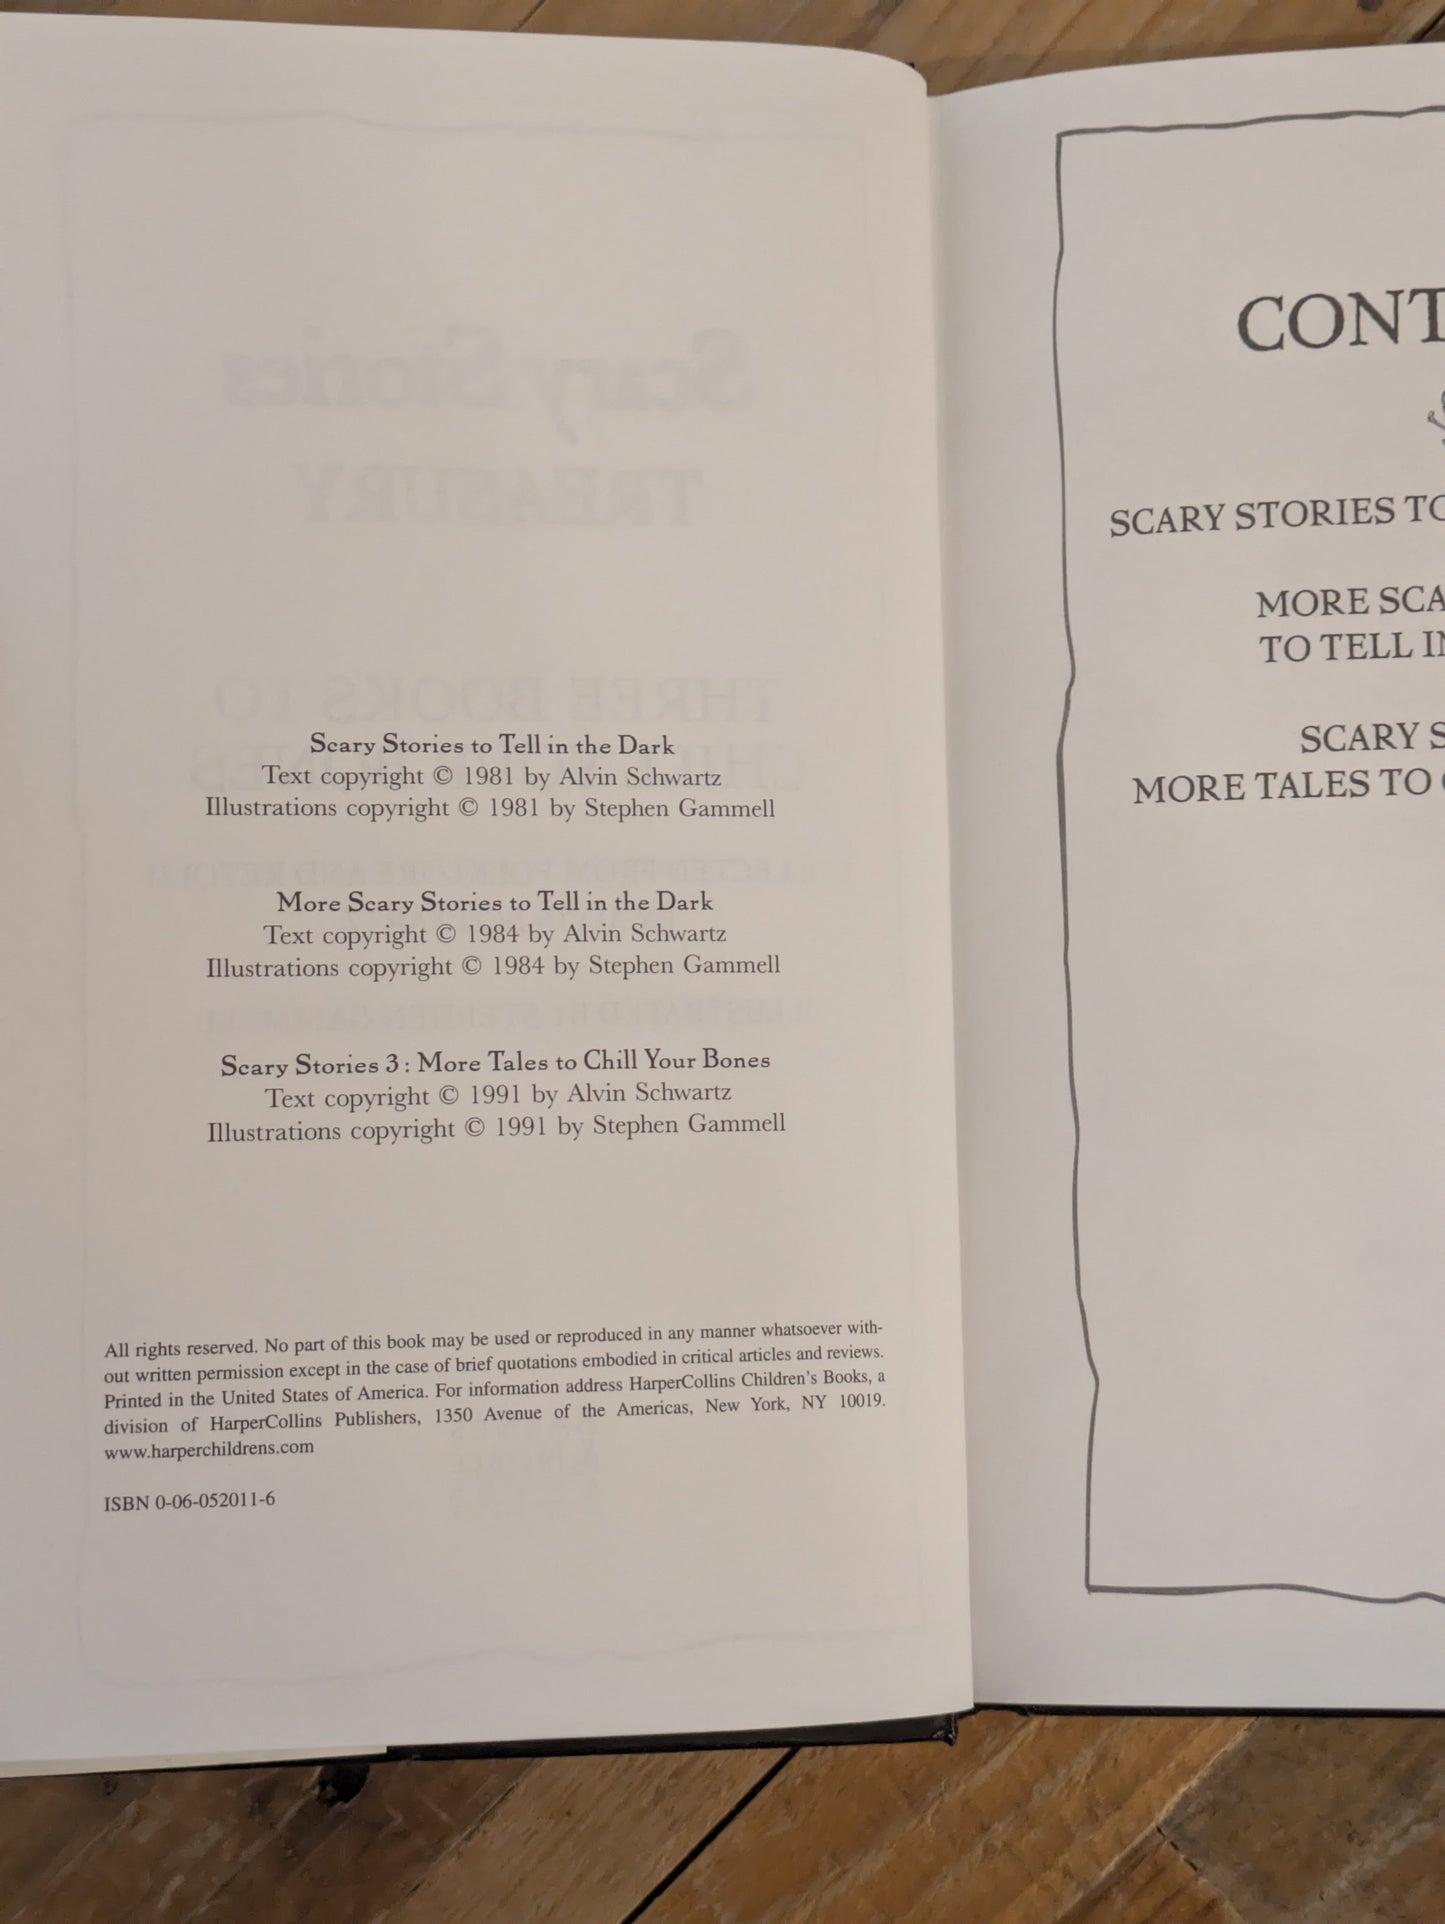 Scary Stories to Tell in the Dark
Text copyright © 1981 by Alvin Schwartz
Illustrations copyright © 1981 by Stephen Gammell
More Scary Stories to Tell in the Dark
Text copyright © 1984 by Alvin Schwartz
Illustrations copyright © 1984 by Stephen Gammell
Scary Stories 3: More Tales to Chill Your Bones
Text copyright © 1991 by Alvin Schwartz
Illustrations copyright © 1991 by Stephen Gammell
All rights reserved. No part of this book may be used or reproduced in any manner whatsoever with-
out written permission except in the case of brief quotations embodied in critical articles and reviews.
Printed in the United States of America. For information address HarperCollins Children's Books, a
division of HarperCollins Publishers, 1350 Avenue of the Americas, New York, NY 10019.
www.harperchildrens.com
ISBN 0-06-052011-6
CONT
SCARY STORIES TO
MORE SCA
TO TELL IN
SCARY S
MORE TALES TO